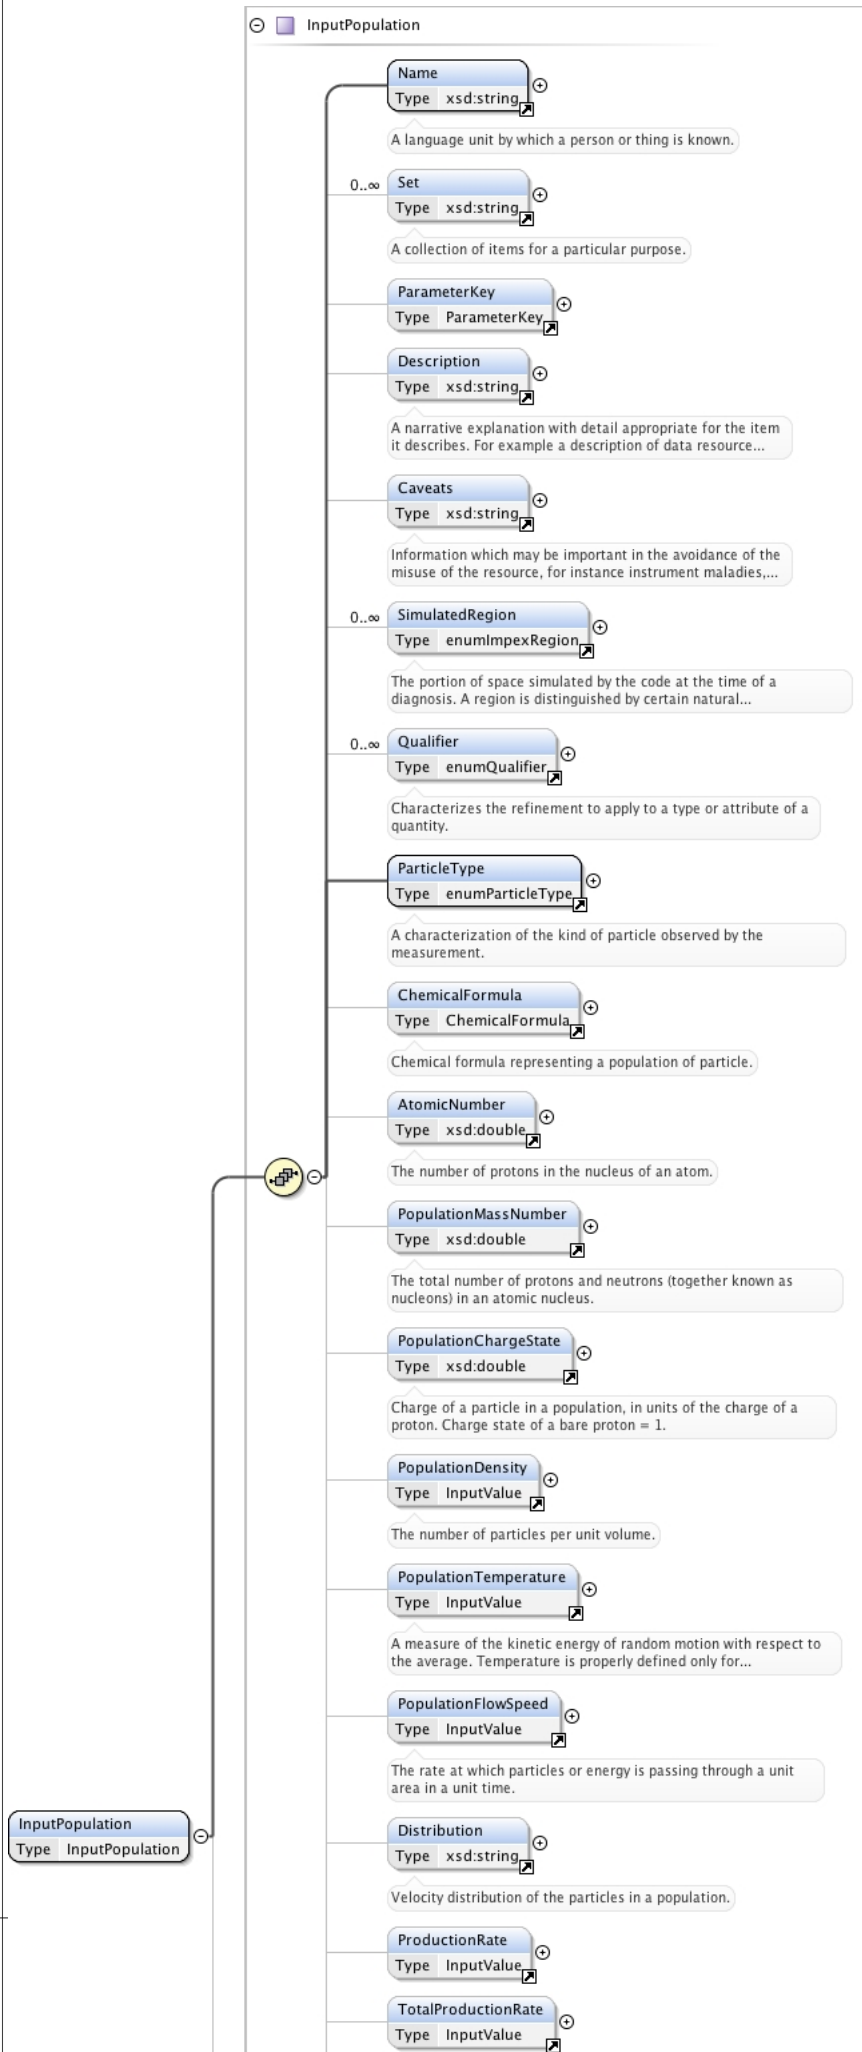 InputPopulation
Name
Type xsd:string
A language unit by which a person or thing is known.
0..∞
Set
Type xsd:string
A collection of items for a particular purpose.
ParameterKey
Type ParameterKey
Description
Type xsd:string
A narrative explanation with detail appropriate for the item
it describes. For example a description of data resource...
Caveats
Type xsd:string
Information which may be important in the avoidance of the
misuse of the resource, for instance instrument maladies,...
0..∞
SimulatedRegion
Type enumImpexRegion
The portion of space simulated by the code at the time of a
diagnosis. A region is distinguished by certain natural...
0..∞
Qualifier
Type enumQualifier
Characterizes the refinement to apply to a type or attribute of a
quantity.
ParticleType
Type enumParticleType
A characterization of the kind of particle observed by the
measurement.
ChemicalFormula
Type ChemicalFormula
Chemical formula representing a population of particle.
AtomicNumber
Type xsd:double
The number of protons in the nucleus of an atom.
PopulationMassNumber
Type xsd:double
The total number of protons and neutrons (together known as
nucleons) in an atomic nucleus.
PopulationChargeState
Type xsd:double
Charge of a particle in a population, in units of the charge of a
proton. Charge state of a bare proton = 1.
PopulationDensity
Type InputValue
The number of particles per unit volume.
PopulationTemperature
Type InputValue
A measure of the kinetic energy of random motion with respect to
the average. Temperature is properly defined only for...
PopulationFlowSpeed
Type InputValue
The rate at which particles or energy is passing through a unit
area in a unit time.
InputPopulation
Type InputPopulation
Distribution
Type xsd:string
Velocity distribution of the particles in a population.
ProductionRate
Type InputValue
TotalProductionRate
Type InputValue